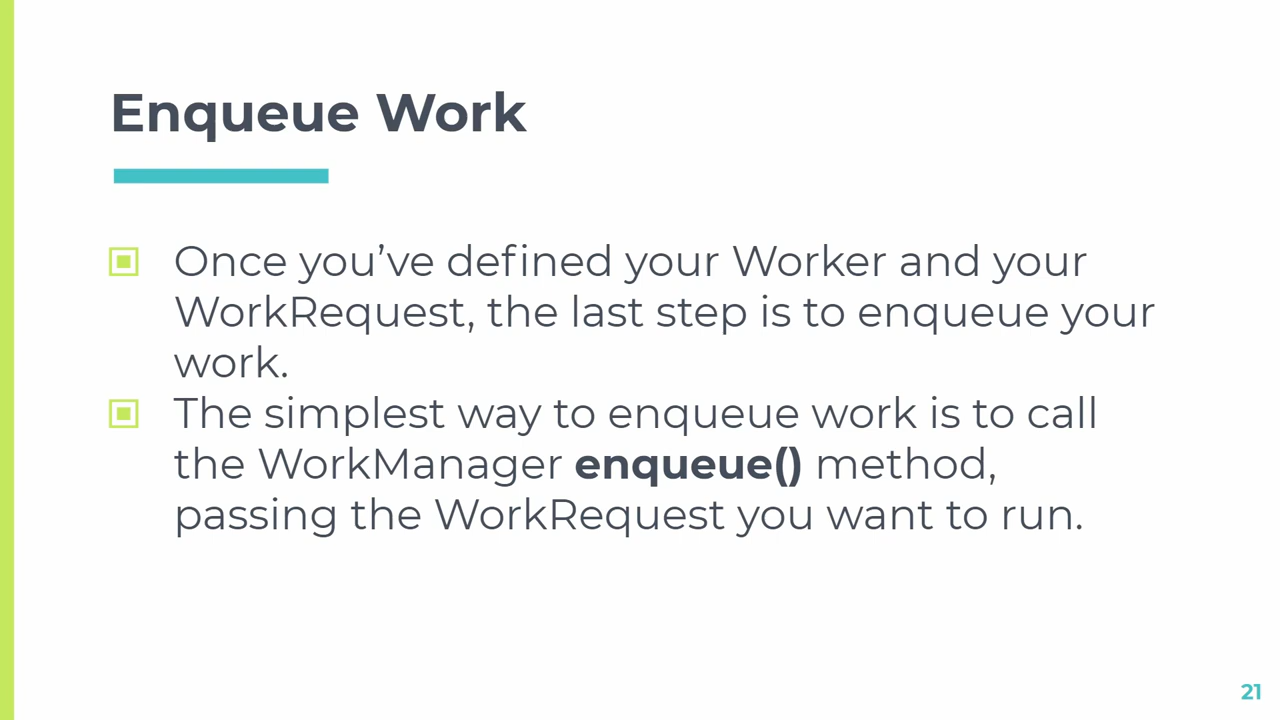 Enqueue Work
Once you’ve defined your Worker and your
WorkRequest, the last step is to enqueue your
work.
The simplest way to enqueue work is to call
the WorkManager enqueue() method,
passing the WorkRequest you want to run.
21